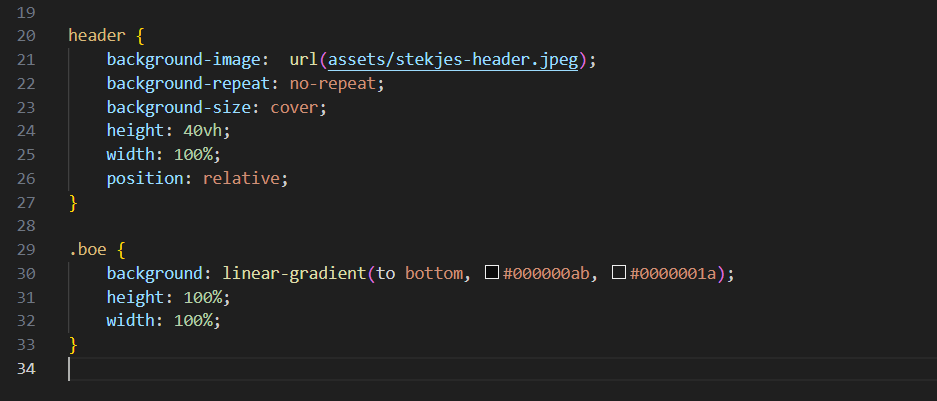 19
20 header {
21     background-image:  url(assets/stekjes-header.jpeg);
22     background-repeat: no-repeat;
23     background-size: cover;
24     height: 40vh;
25     width: 100%;
26     position: relative;
27 }
28
29 .boe {
30     background: linear-gradient(to bottom, #000000ab, #0000001a);
31     height: 100%;
32     width: 100%;
33 }
34